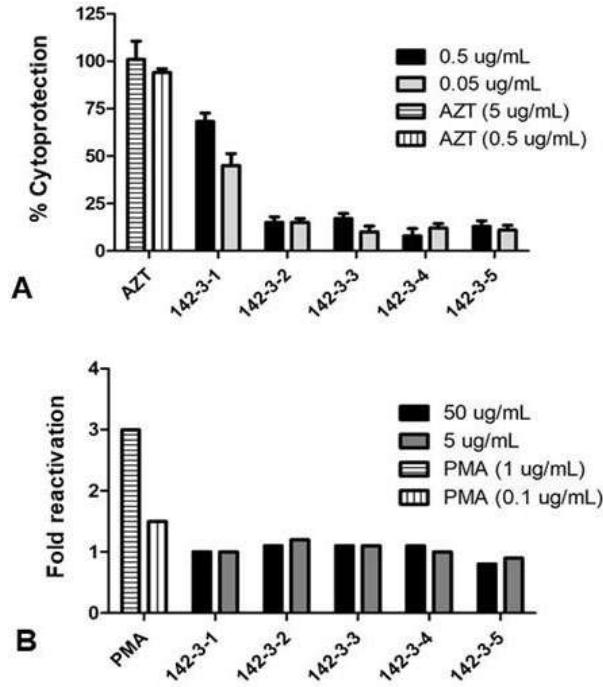 125
100
75
50
25
0
% Cytoprotection
0.5 ug/mL
0.05 ug/mL
AZT (5 ug/mL)
AZT (0.5 ug/mL)
AZT
142-3-1
142-3-2
142-3-3
142-3-4
142-3-5
A
4
3
2
1
0
Fold reactivation
50 ug/mL
5 ug/mL
PMA (1 ug/mL)
PMA (0.1 ug/mL)
PMA
142-3-1
142-3-2
142-3-3
142-3-4
142-3-5
B